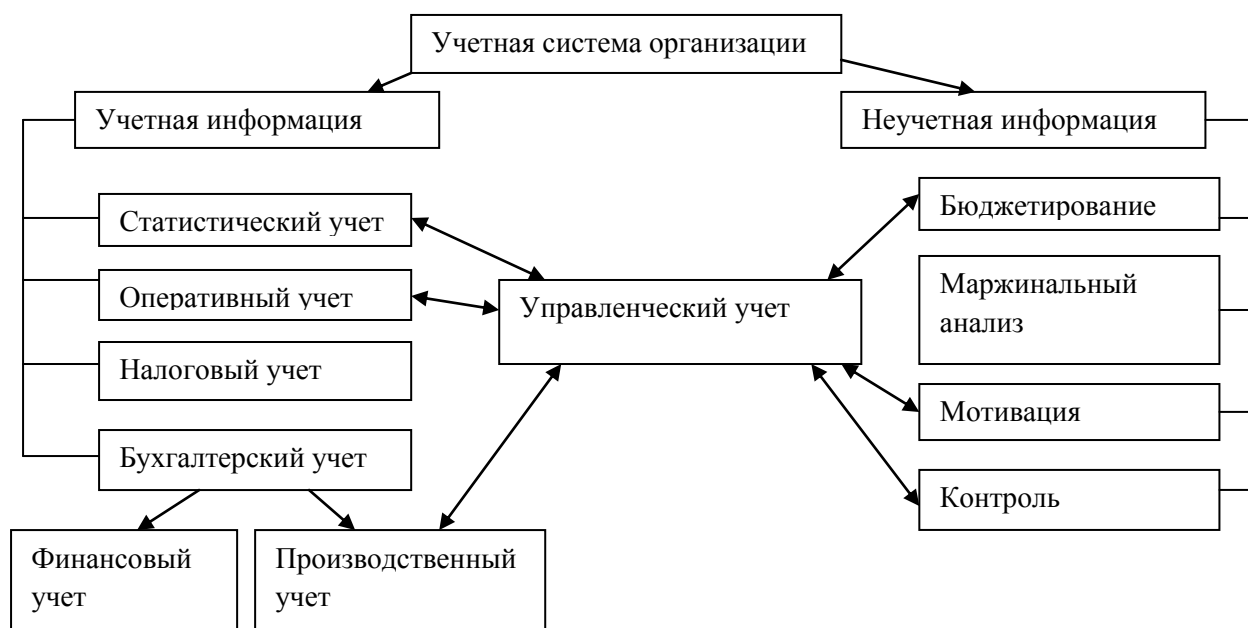 Учетная система организации
Учетная информация
Неучетная информация
Статистический учет
Оперативный учет
Налоговый учет
Бухгалтерский учет
Финансовый
учет
Производственный
учет
Управленческий учет
Бюджетирование
Маржинальный
анализ
Мотивация
Контроль